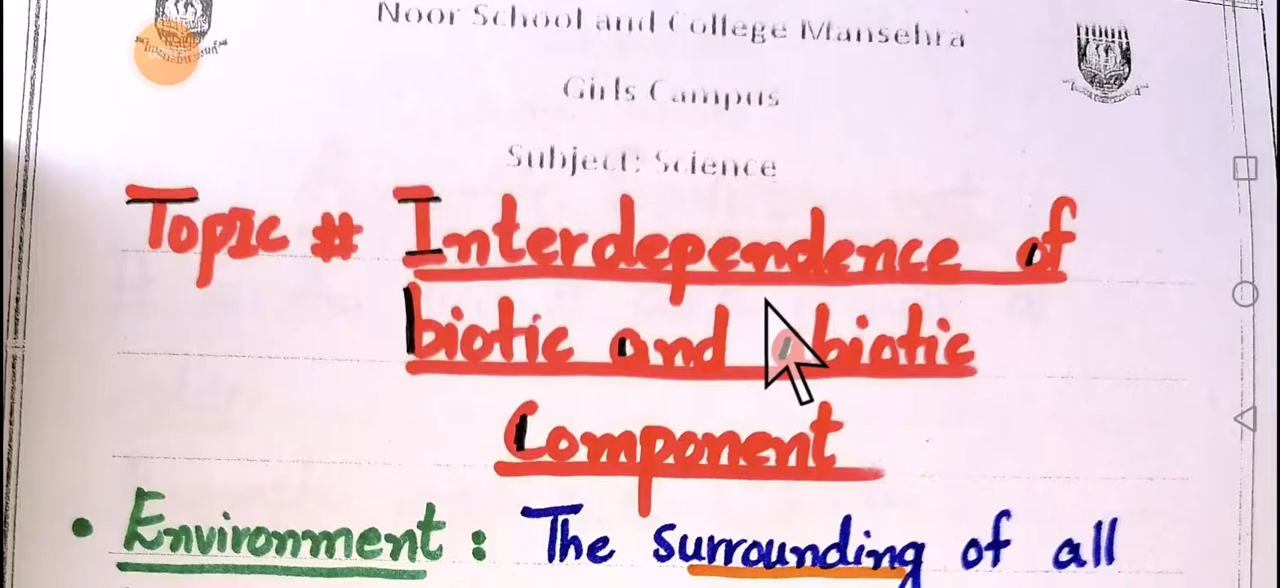 Noor School and College Mansehra
Girls Campus
Subject: Science
Topic # Interdependence of
biotic and abiotic
Component
• Environment : The surrounding of all